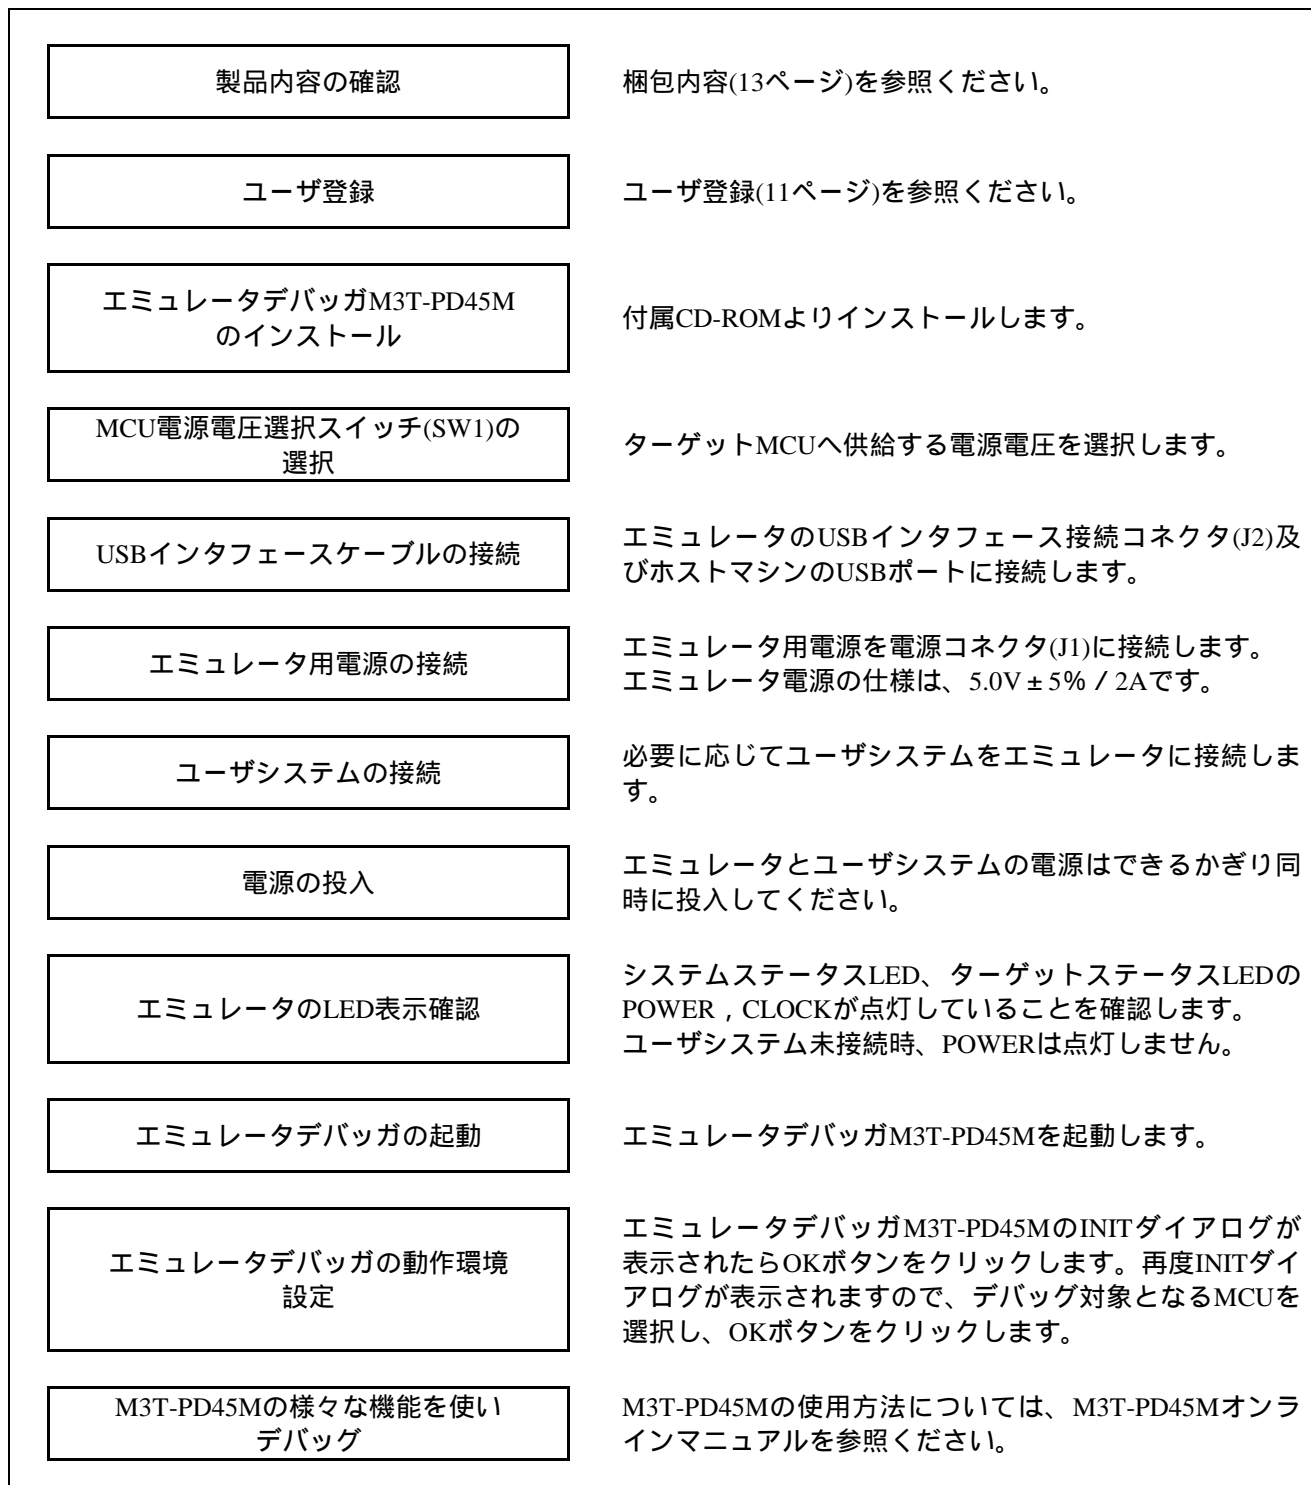 製品内容の確認
梱包内容(13ページ)を参照ください。
ユーザ登録
ユーザ登録(11ページ)を参照ください。
エミュレータデバッガM3T-PD45M
のインストール
付属CD-ROMよりインストールします。
MCU電源電圧選択スイッチ(SW1)の
選択
ターゲットMCUへ供給する電源電圧を選択します。
USBインタフェースケーブルの接続
エミュレータのUSBインタフェース接続コネクタ(J2)及
びホストマシンのUSBポートに接続します。
エミュレータ用電源の接続
エミュレータ用電源を電源コネクタ(J1)に接続します。
エミュレータ電源の仕様は、5.0V±5%/2Aです。
ユーザシステムの接続
必要に応じてユーザシステムをエミュレータに接続しま
す。
電源の投入
エミュレータとユーザシステムの電源はできるかぎり同
時に投入してください。
エミュレータのLED表示確認
システムステータスLED、ターゲットステータスLEDの
POWER,CLOCKが点灯していることを確認します。
ユーザシステム未接続時、POWERは点灯しません。
エミュレータデバッガの起動
エミュレータデバッガM3T-PD45Mを起動します。
エミュレータデバッガの動作環境
設定
エミュレータデバッガM3T-PD45MのINITダイアログが
表示されたらOKボタンをクリックします。再度INITダイ
アログが表示されますので、デバッグ対象となるMCUを
選択し、OKボタンをクリックします。
M3T-PD45Mの様々な機能を使い
デバッグ
M3T-PD45Mの使用方法については、M3T-PD45Mオンラ
インマニュアルを参照ください。